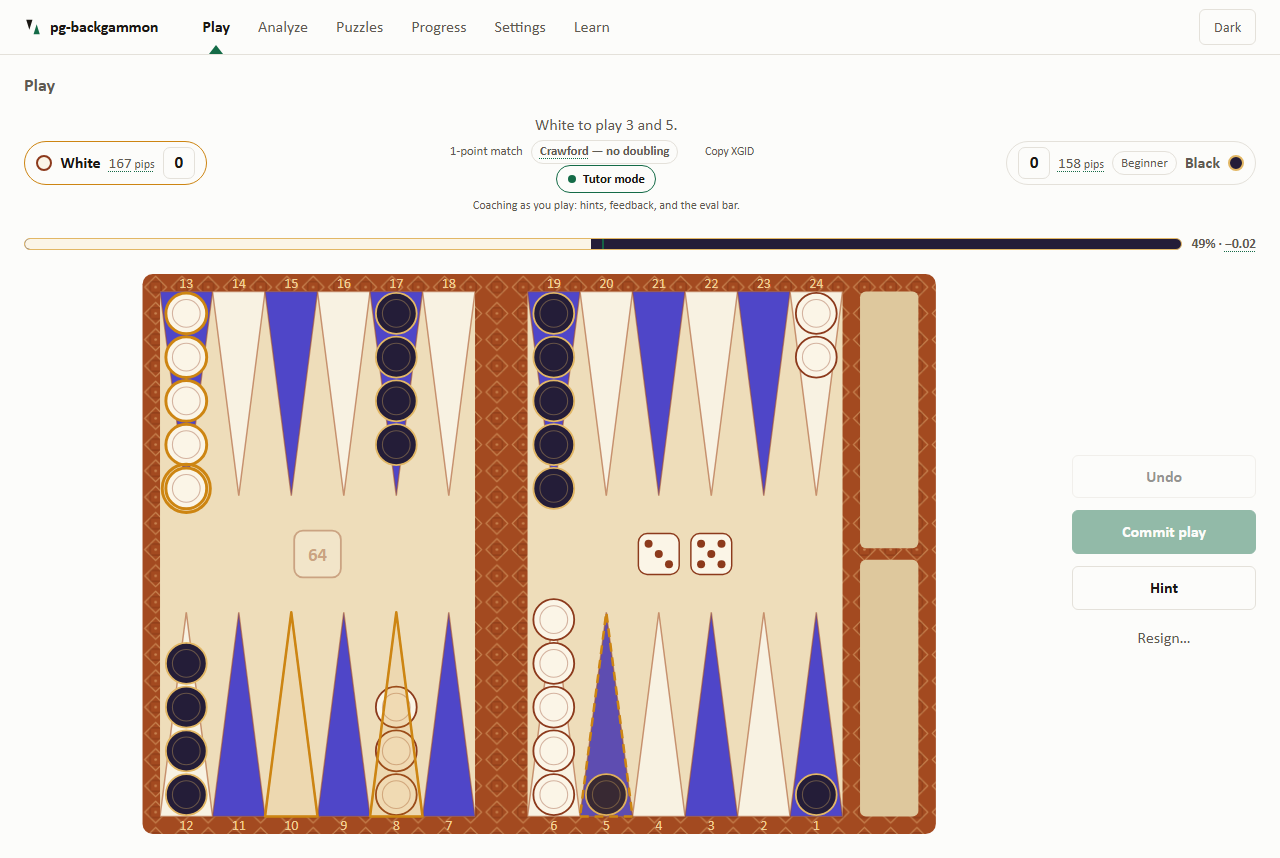 pg-backgammon Play Analyze Puzzles Progress Settings Learn Dark
Play
White to play 3 and 5.
White 167 pips 0
1-point match Crawford — no doubling Copy XGID
Tutor mode
Coaching as you play: hints, feedback, and the eval bar.
0 158 pips Beginner Black
49% · −0.02
13 14 15 16 17 18 19 20 21 22 23 24
64
12 11 10 9 8 7 6 5 4 3 2 1
Undo
Commit play
Hint
Resign...